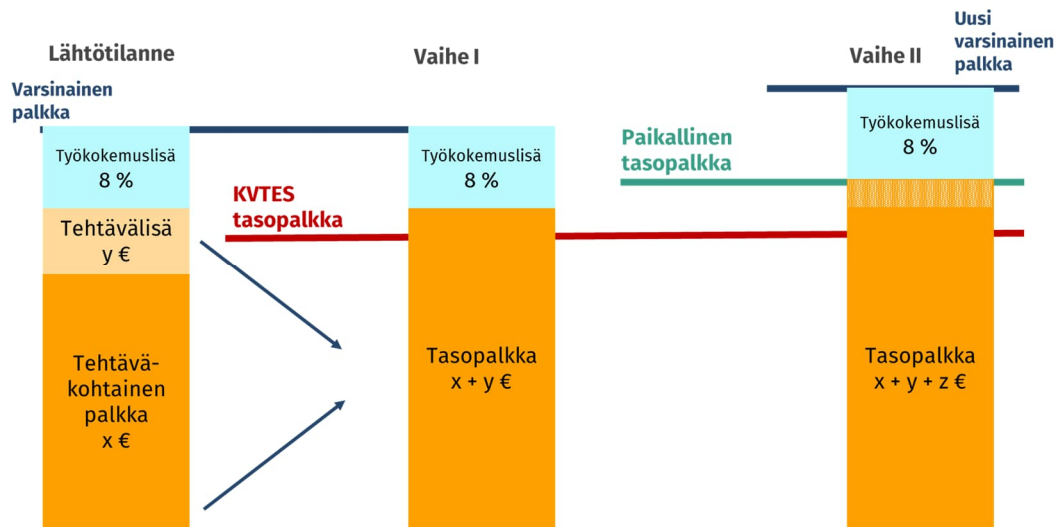 Lähtötilanne
Vaihe I
Vaihe II
Uusi
varsinainen
palkka
Varsinainen
palkka
Työkokemuslisä
8 %
Tehtävälisä
y €
Tehtävä-
kohtainen
palkka
x €
KVTES
tasopalkka
Työkokemuslisä
8 %
Tasopalkka
x + y €
Paikallinen
tasopalkka
Työkokemuslisä
8 %
Tasopalkka
x + y + z €